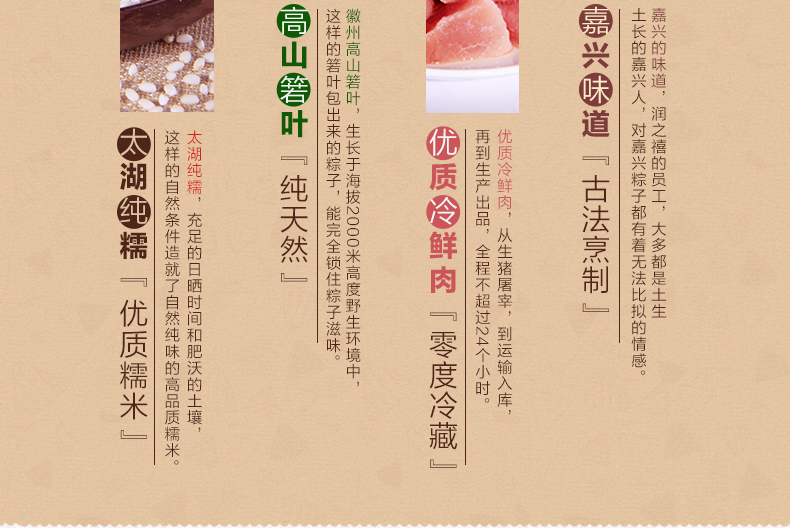 嘉兴味道
『古法烹制』
嘉兴的味道，润之禧的员工，大多都是土生
土长的嘉兴人，对嘉兴粽子都有着无法比拟的情感。
优质冷鲜肉
『零度冷藏』
优质冷鲜肉，从生猪屠宰，到运输入库，
再到生产出品，全程不超过24个小时。
高山箬叶
『纯天然』
徽州高山箬叶，生长于海拔2000米高度野生环境中，
这样的箬叶包出来的粽子，能完全锁住粽子滋味。
太湖纯糯
『优质糯米』
太湖纯糯，充足的日晒时间和肥沃的土壤，
这样的自然条件造就了自然纯味的高品质糯米。